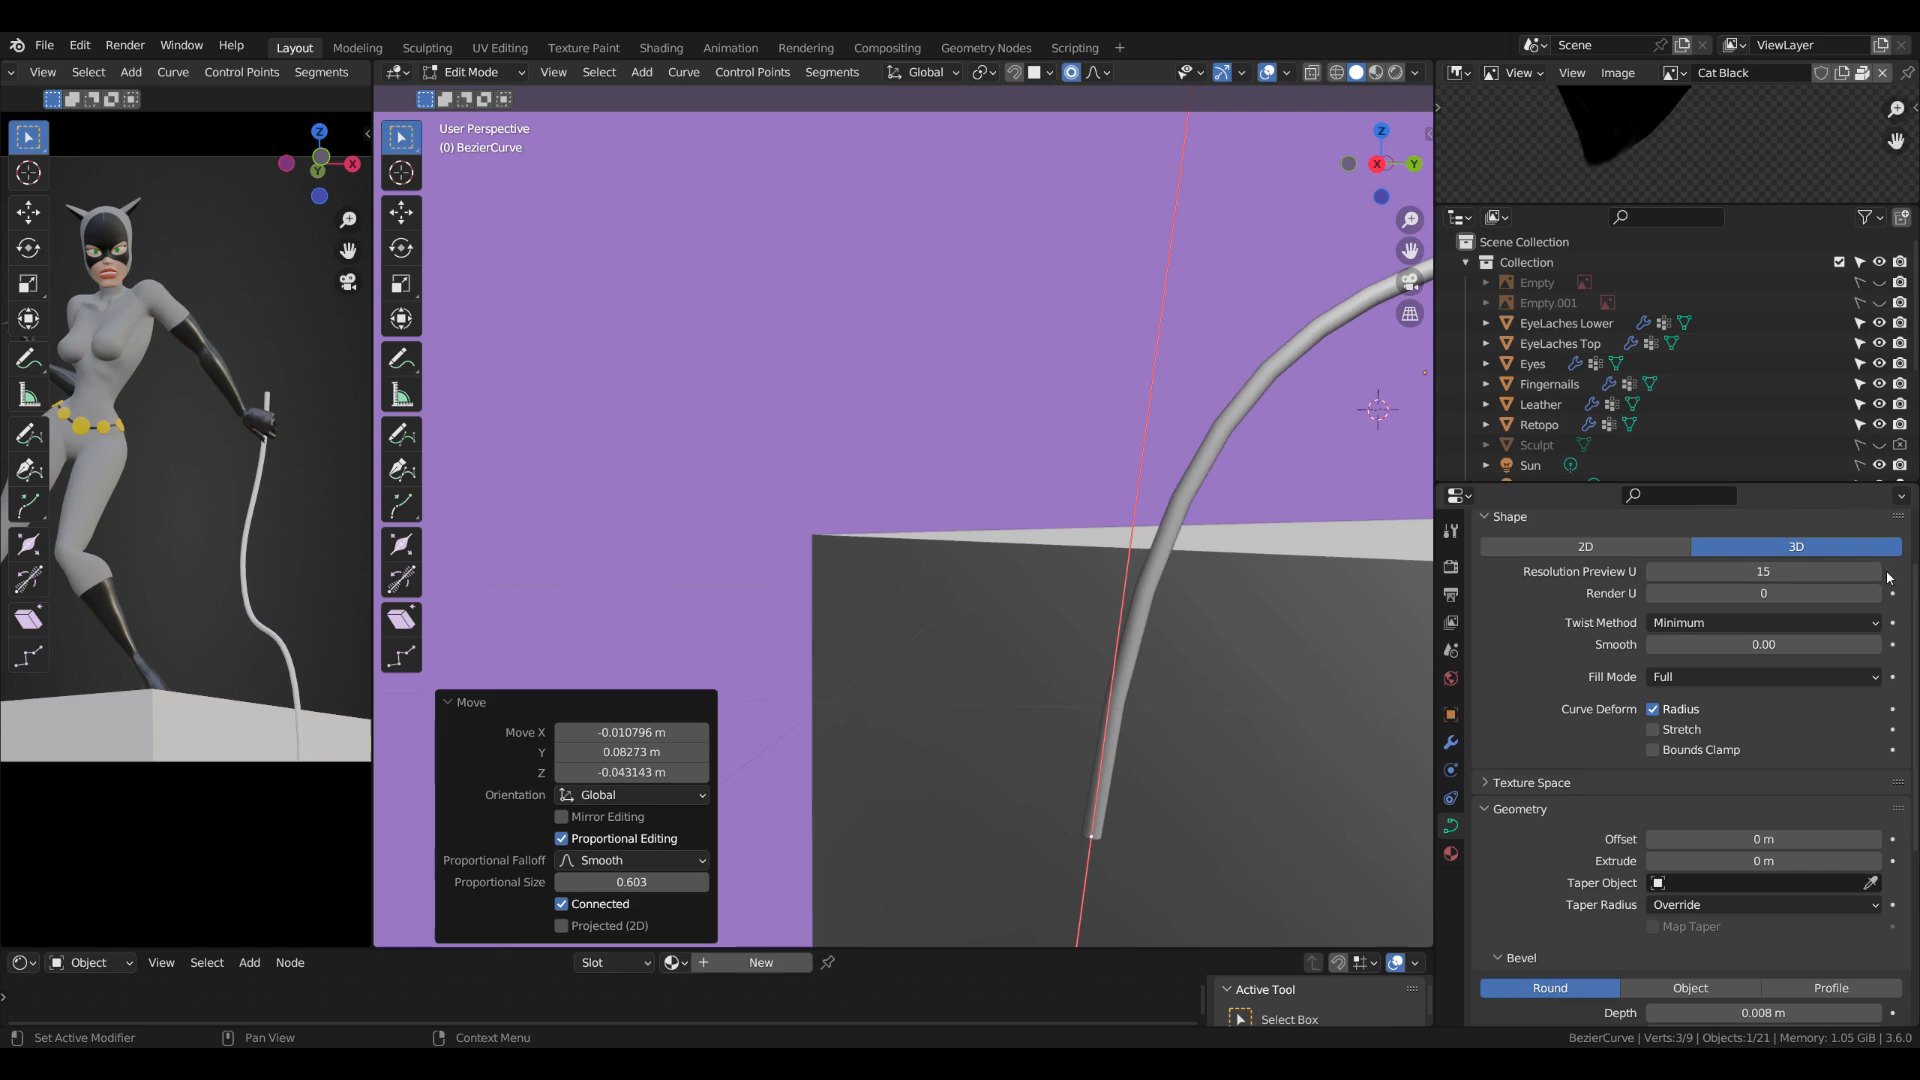 File Edit Render Window Help Layout Modeling Sculpting UV Editing Texture Paint Shading Animation Rendering Compositing Geometry Nodes Scripting + Scene ViewLayer
View Select Add Curve Control Points Segments Edit Mode View Select Add Curve Control Points Segments Global View View Image Cat Black
User Perspective
(0) BezierCurve
Z
X
Y
Z
X
Y
Scene Collection
Collection
Empty
Empty.001
EyeLaches Lower
EyeLaches Top
Eyes
Fingernails
Leather
Retopo
Sculpt
Sun
Shape
2D 3D
Resolution Preview U 15
Render U 0
Twist Method Minimum
Smooth 0.00
Fill Mode Full
Curve Deform Radius
Stretch
Bounds Clamp
Texture Space
Geometry
Offset 0 m
Extrude 0 m
Taper Object
Taper Radius Override
Map Taper
Bevel
Round Object Profile
Depth 0.008 m
Move
Move X -0.010796 m
Y 0.08273 m
Z -0.043143 m
Orientation Global
Mirror Editing
Proportional Editing
Proportional Falloff Smooth
Proportional Size 0.603
Connected
Projected (2D)
Object View Select Add Node Slot New
Active Tool
Select Box
Set Active Modifier Pan View Context Menu BezierCurve | Verts:3/9 | Objects:1/21 | Memory: 1.05 GiB | 3.6.0